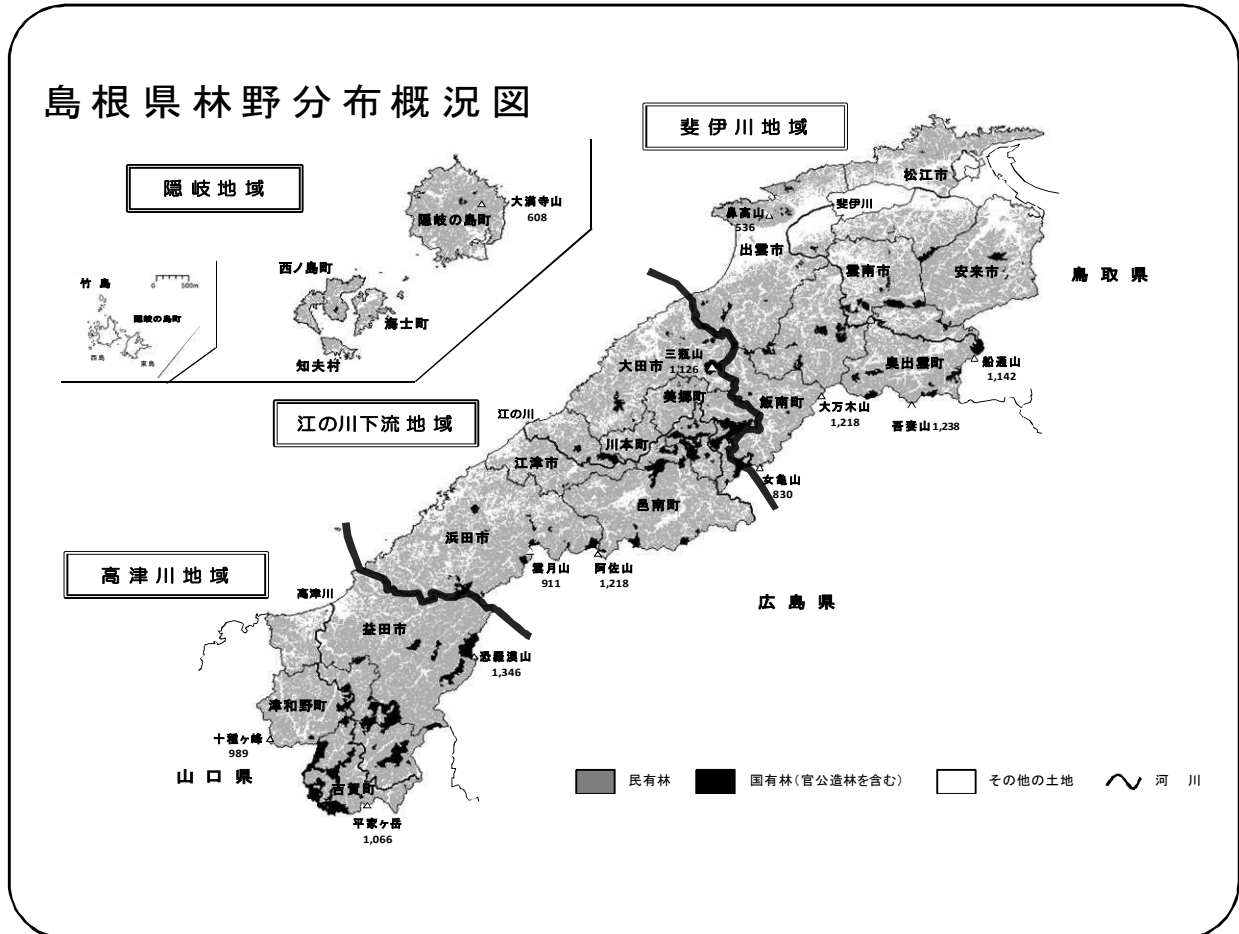 島根県林野分布概況図
斐伊川地域
隠岐地域
松江市
斐伊川
鼻高山
536
出雲市
雲南市
安来市
鳥取県
大満寺山
608
隠岐の島町
西ノ島町
海士町
知夫村
竹島
0 500m
隠岐の島町
西島
東島
大田市
三瓶山
1,126
美郷町
飯南町
奥出雲町
船通山
1,142
大万木山
1,218
吾妻山 1,238
江の川下流地域
江の川
川本町
江津市
女亀山
830
邑南町
浜田市
雲月山
911
阿佐山
1,218
広島県
高津川地域
高津川
益田市
恐羅漢山
1,346
津和野町
十種ヶ峰
989
山口県
吉賀町
平家ヶ岳
1,066
民有林
国有林(官公造林を含む)
その他の土地
河川